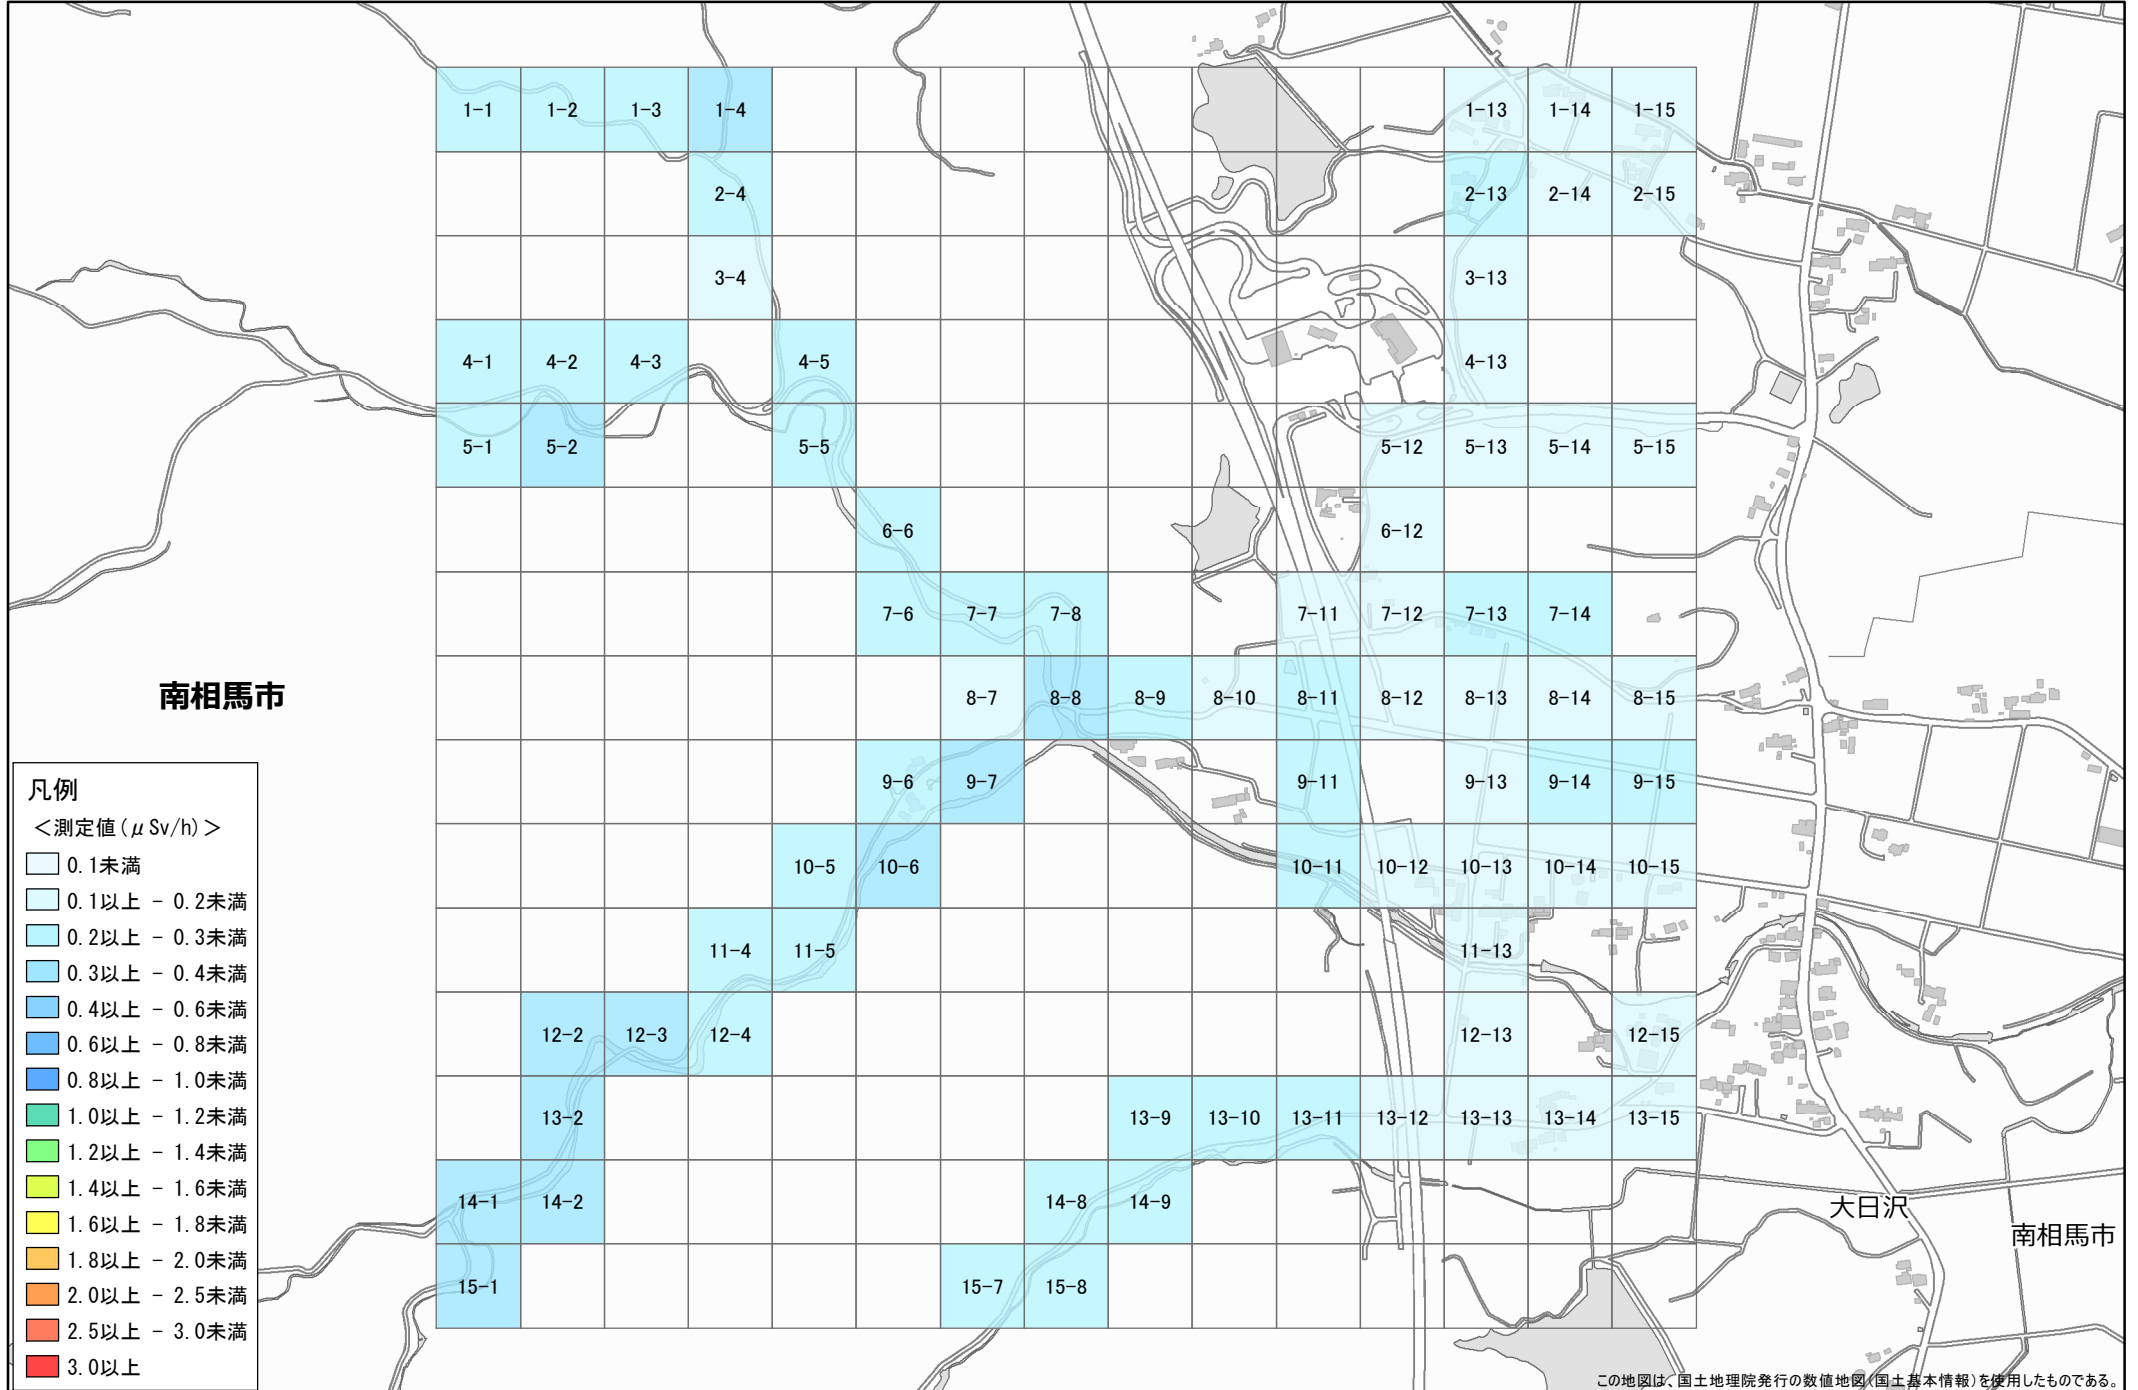 1-1 1-2 1-3 1-4 1-13 1-14 1-15
2-4 2-13 2-14 2-15
3-4 3-13
4-1 4-2 4-3 4-5 4-13
5-1 5-2 5-5 5-12 5-13 5-14 5-15
6-6 6-12
7-6 7-7 7-8 7-11 7-12 7-13 7-14
南相馬市
8-7 8-8 8-9 8-10 8-11 8-12 8-13 8-14 8-15
9-6 9-7 9-11 9-13 9-14 9-15
10-5 10-6 10-11 10-12 10-13 10-14 10-15
11-4 11-5 11-13
12-2 12-3 12-4 12-13 12-15
13-2 13-9 13-10 13-11 13-12 13-13 13-14 13-15
14-1 14-2 14-8 14-9
15-1 15-7 15-8
大日沢
南相馬市
凡例
<測定値(μSv/h)>
0.1未満
0.1以上 - 0.2未満
0.2以上 - 0.3未満
0.3以上 - 0.4未満
0.4以上 - 0.6未満
0.6以上 - 0.8未満
0.8以上 - 1.0未満
1.0以上 - 1.2未満
1.2以上 - 1.4未満
1.4以上 - 1.6未満
1.6以上 - 1.8未満
1.8以上 - 2.0未満
2.0以上 - 2.5未満
2.5以上 - 3.0未満
3.0以上
この地図は、国土地理院発行の数値地図(国土基本情報)を使用したものである。